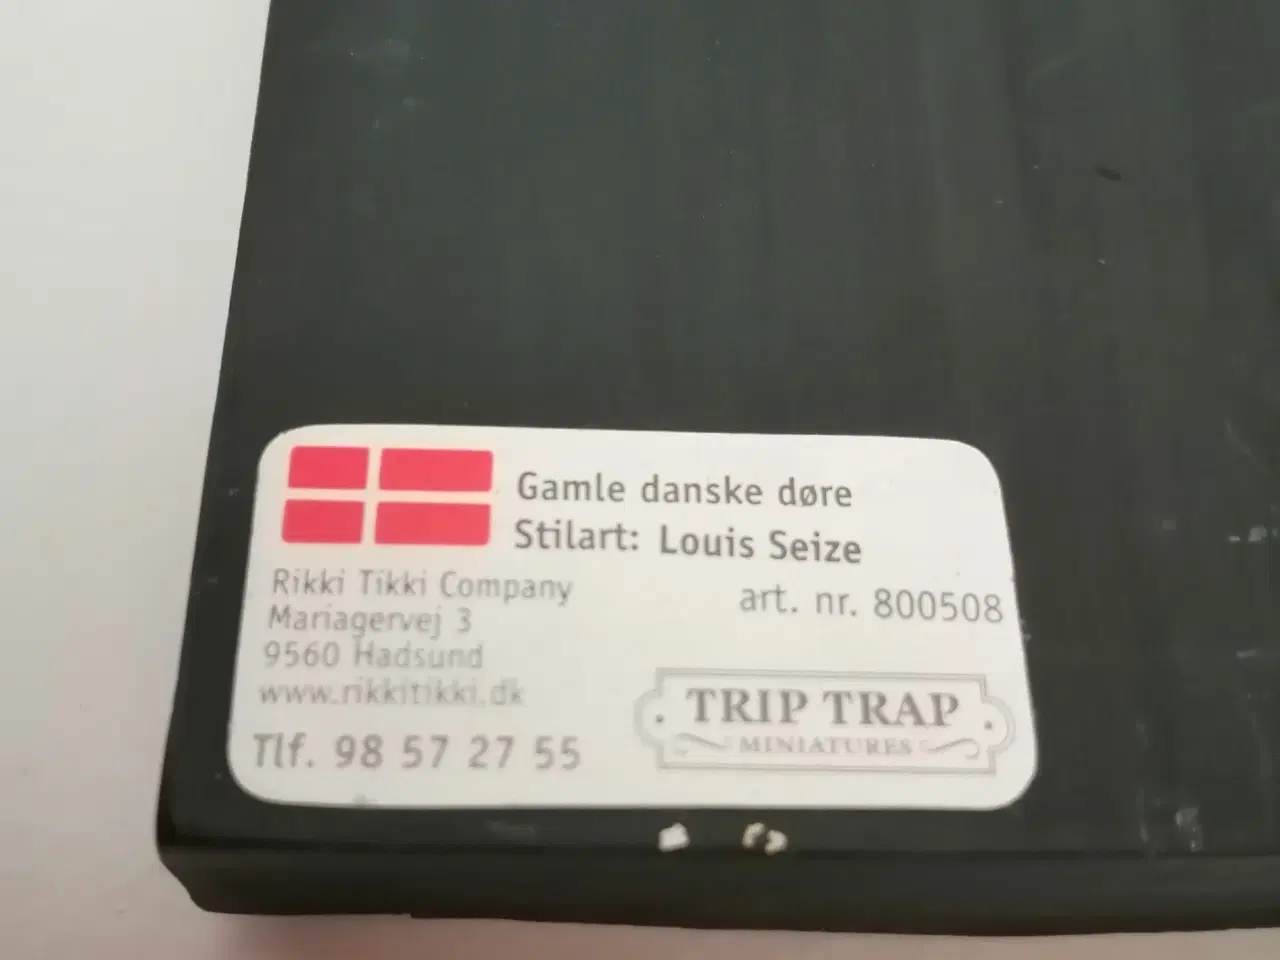 Gamle danske døre
Stilart: Louis Seize
art. nr. 800508
Rikki Tikki Company
Mariagervej 3
9560 Hadsund
www.rikkitikki.dk
Tlf. 98 57 27 55
TRIP TRAP
MINIATURES